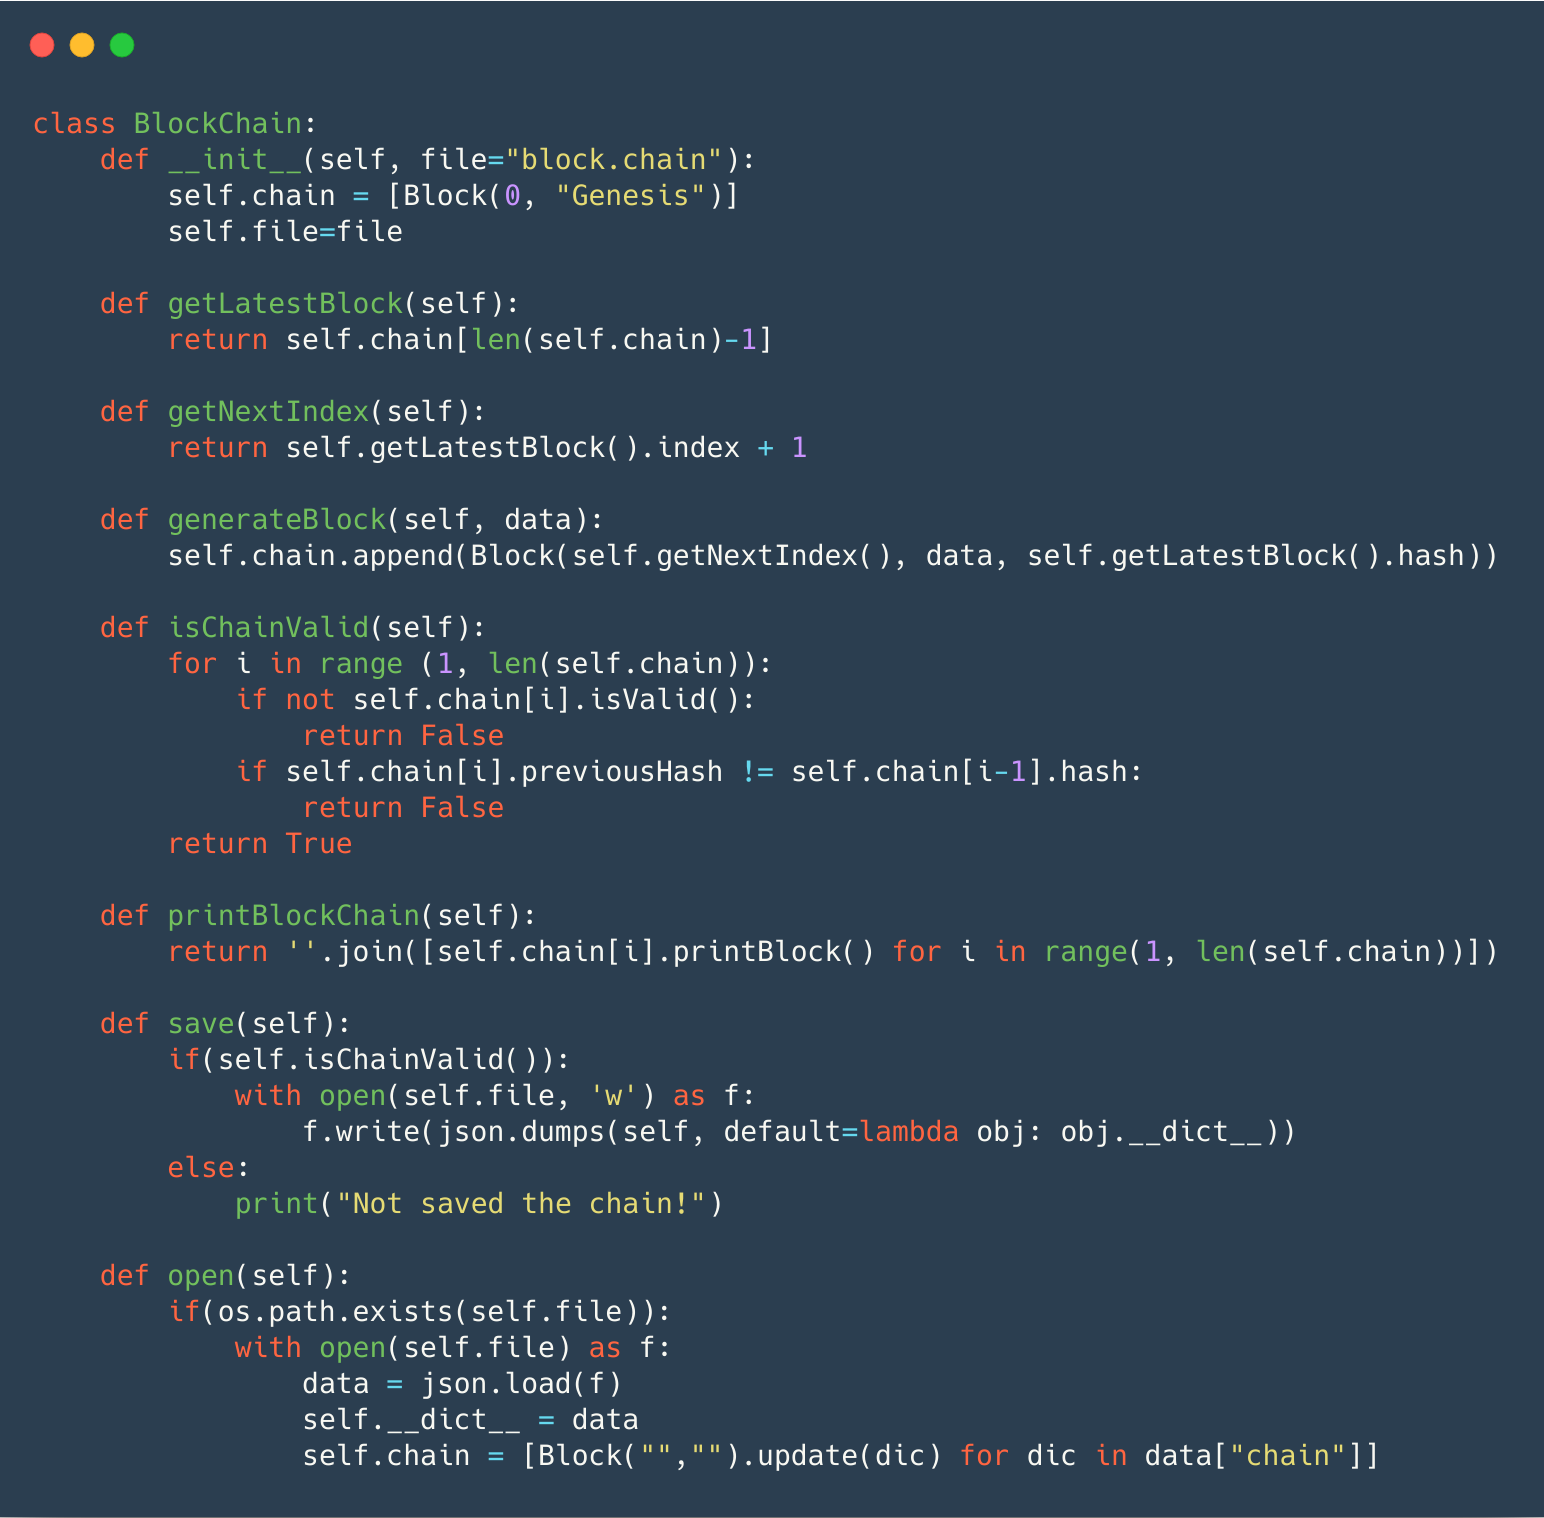 class BlockChain:
    def __init__(self, file="block.chain"):
        self.chain = [Block(0, "Genesis")]
        self.file=file

    def getLatestBlock(self):
        return self.chain[len(self.chain)-1]

    def getNextIndex(self):
        return self.getLatestBlock().index + 1

    def generateBlock(self, data):
        self.chain.append(Block(self.getNextIndex(), data, self.getLatestBlock().hash))

    def isChainValid(self):
        for i in range (1, len(self.chain)):
            if not self.chain[i].isValid():
                return False
            if self.chain[i].previousHash != self.chain[i-1].hash:
                return False
        return True

    def printBlockChain(self):
        return ''.join([self.chain[i].printBlock() for i in range(1, len(self.chain))])

    def save(self):
        if(self.isChainValid()):
            with open(self.file, 'w') as f:
                f.write(json.dumps(self, default=lambda obj: obj.__dict__))
        else:
            print("Not saved the chain!")

    def open(self):
        if(os.path.exists(self.file)):
            with open(self.file) as f:
                data = json.load(f)
                self.__dict__ = data
                self.chain = [Block("","").update(dic) for dic in data["chain"]]